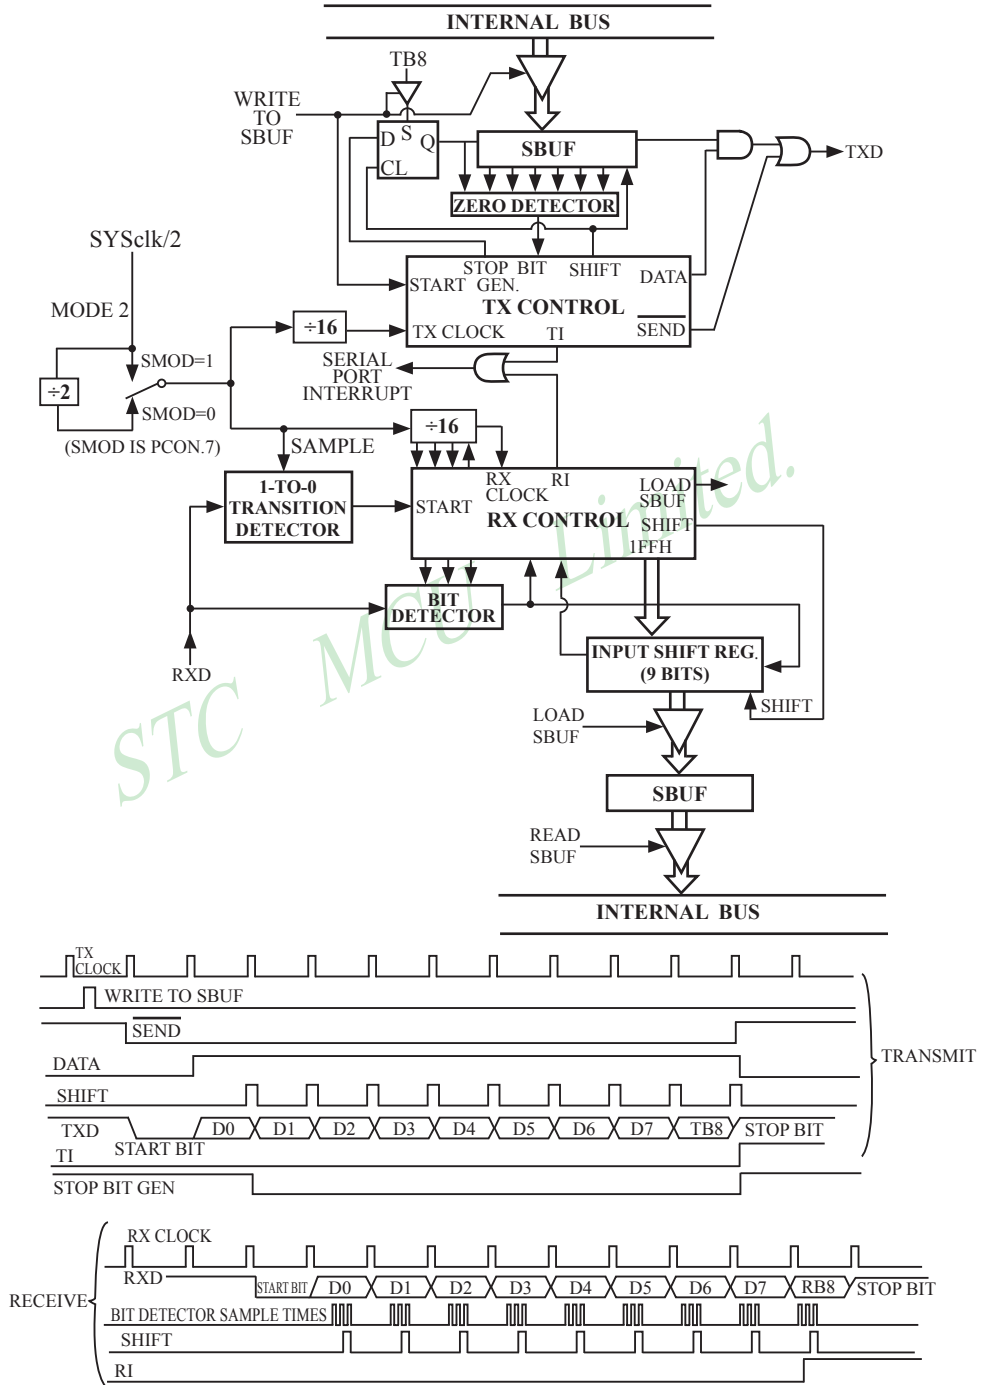 INTERNAL BUS
TB8
WRITE
TO
SBUF
D S Q
CL
SBUF
TXD
ZERO DETECTOR
SYSclk/2
STOP BIT
GEN.
SHIFT
DATA
START
TX CONTROL
MODE 2
÷16
TX CLOCK
TI
SEND
SERIAL
PORT
INTERRUPT
SMOD=1
÷2
SMOD=0
(SMOD IS PCON.7)
÷16
SAMPLE
1-TO-0
TRANSITION
DETECTOR
RX
CLOCK
RI
LOAD
SBUF
START
RX CONTROL
SHIFT
1FFH
BIT
DETECTOR
RXD
INPUT SHIFT REG.
(9 BITS)
SHIFT
LOAD
SBUF
SBUF
READ
SBUF
INTERNAL BUS
STC MCU Limited.
TX
CLOCK
WRITE TO SBUF
SEND
DATA
TRANSMIT
SHIFT
TXD
START BIT
D0 D1 D2 D3 D4 D5 D6 D7 TB8 STOP BIT
TI
STOP BIT GEN
RX CLOCK
RXD
START BIT D0 D1 D2 D3 D4 D5 D6 D7 RB8 STOP BIT
RECEIVE
BIT DETECTOR SAMPLE TIMES
SHIFT
RI